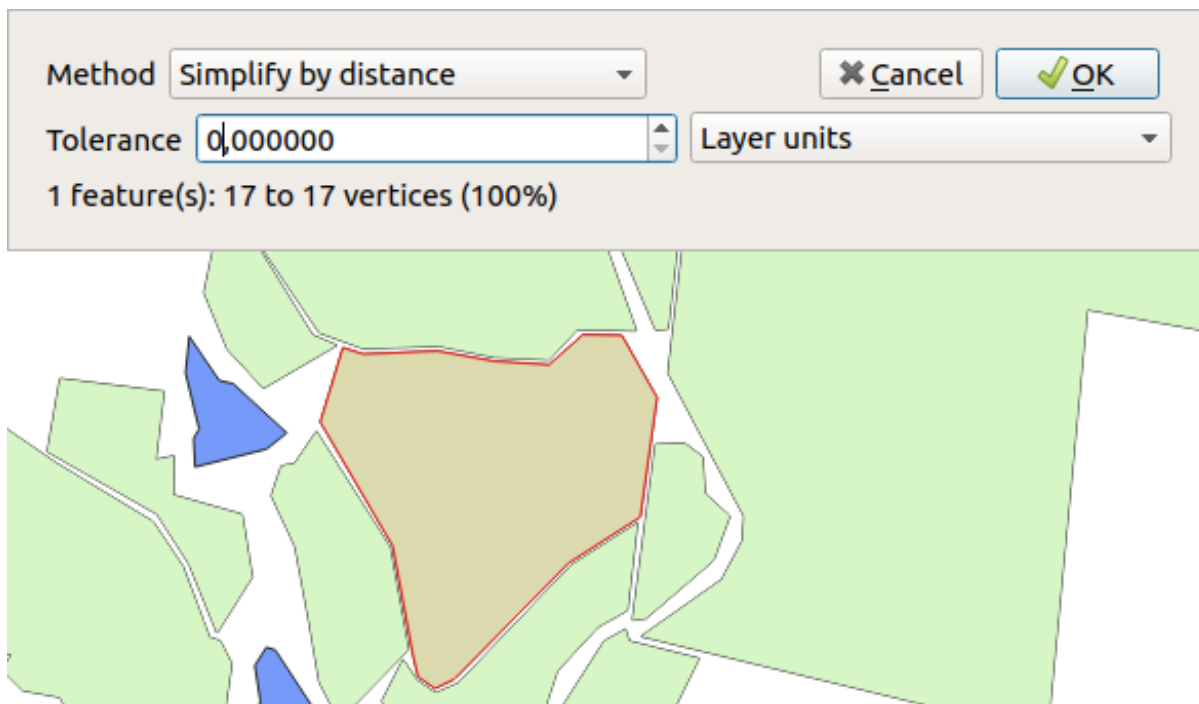 Method Simplify by distance Cancel OK
Tolerance 0,000000 Layer units
1 feature(s): 17 to 17 vertices (100%)